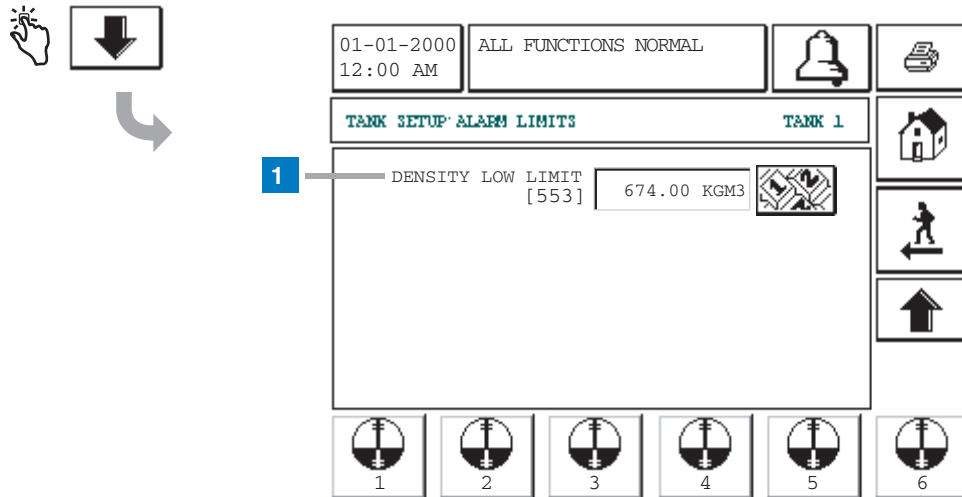 01-01-2000
12:00 AM
ALL FUNCTIONS NORMAL
TANK SETUP: ALARM LIMITS TANK 1
1
DENSITY LOW LIMIT
[553]
674.00 KGM3
1 2 3 4 5 6